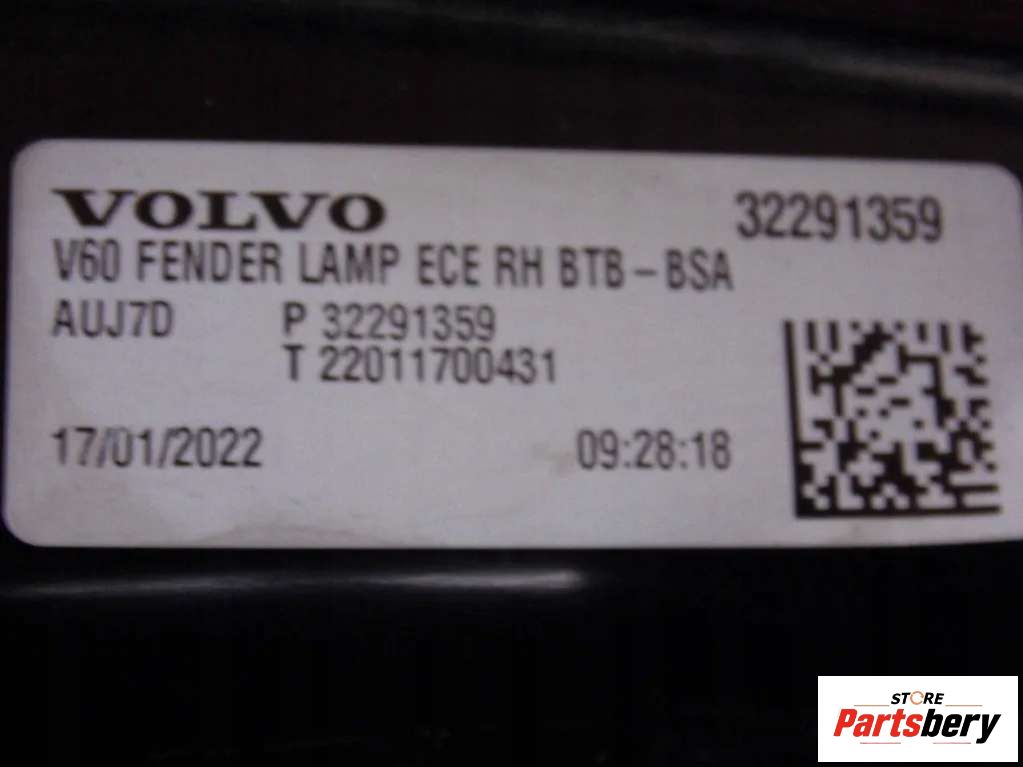 VOLVO 32291359
V60 FENDER LAMP ECE RH BTB-BSA
AUJ7D P 32291359
T 22011700431
17/01/2022 09:28:18
STORE
Partsbery